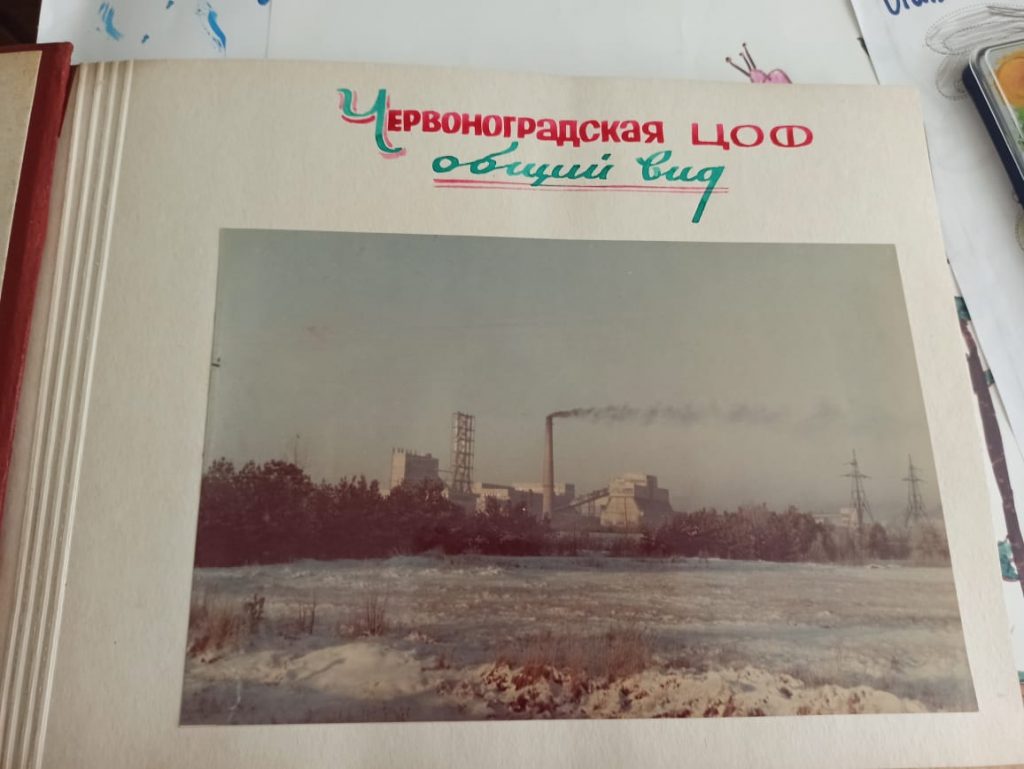 Червоноградская ЦОФ
общий вид